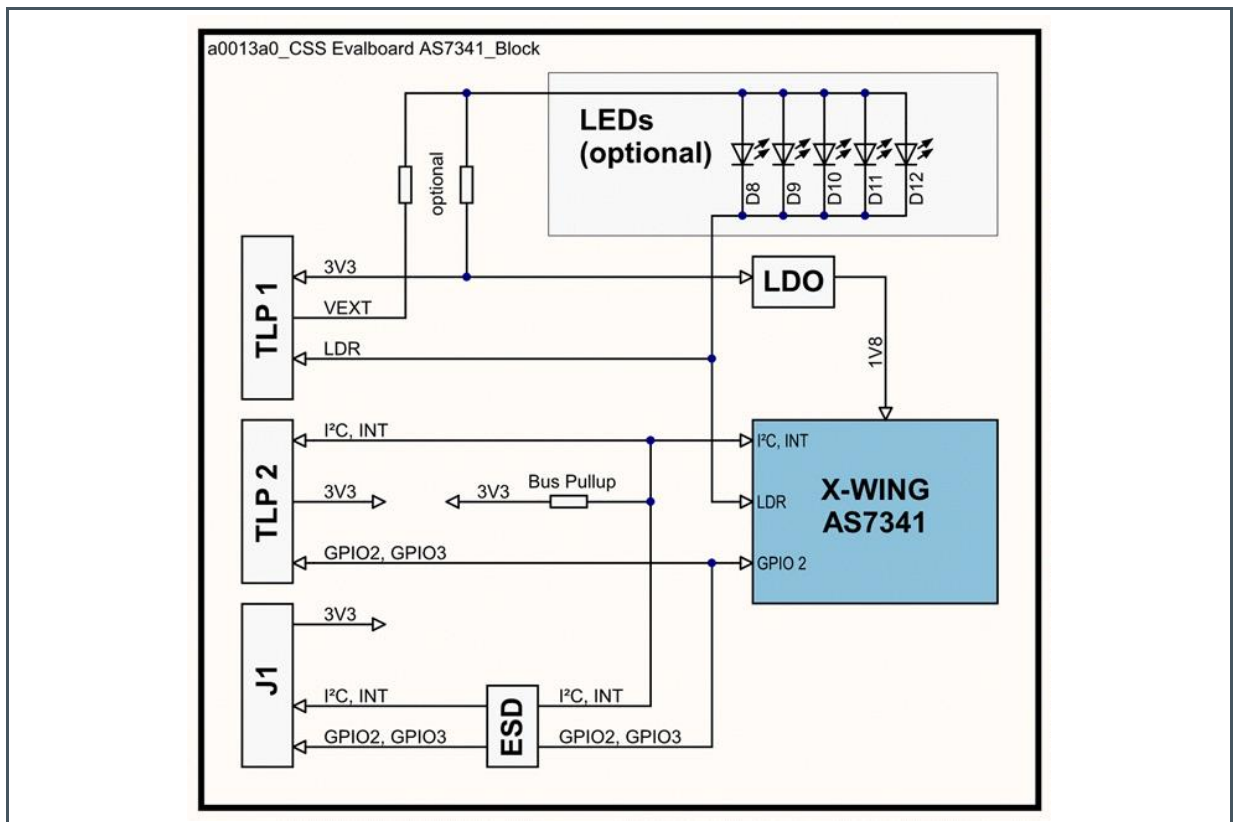 a0013a0_CSS Evalboard AS7341_Block
LEDs
(optional)
optional
D8
D9
D10
D11
D12
TLP 1
3V3
VEXT
LDR
LDO
1V8
TLP 2
I²C, INT
3V3
3V3
Bus Pullup
GPIO2, GPIO3
I²C, INT
LDR
GPIO 2
X-WING
AS7341
J1
3V3
I²C, INT
GPIO2, GPIO3
ESD
I²C, INT
GPIO2, GPIO3